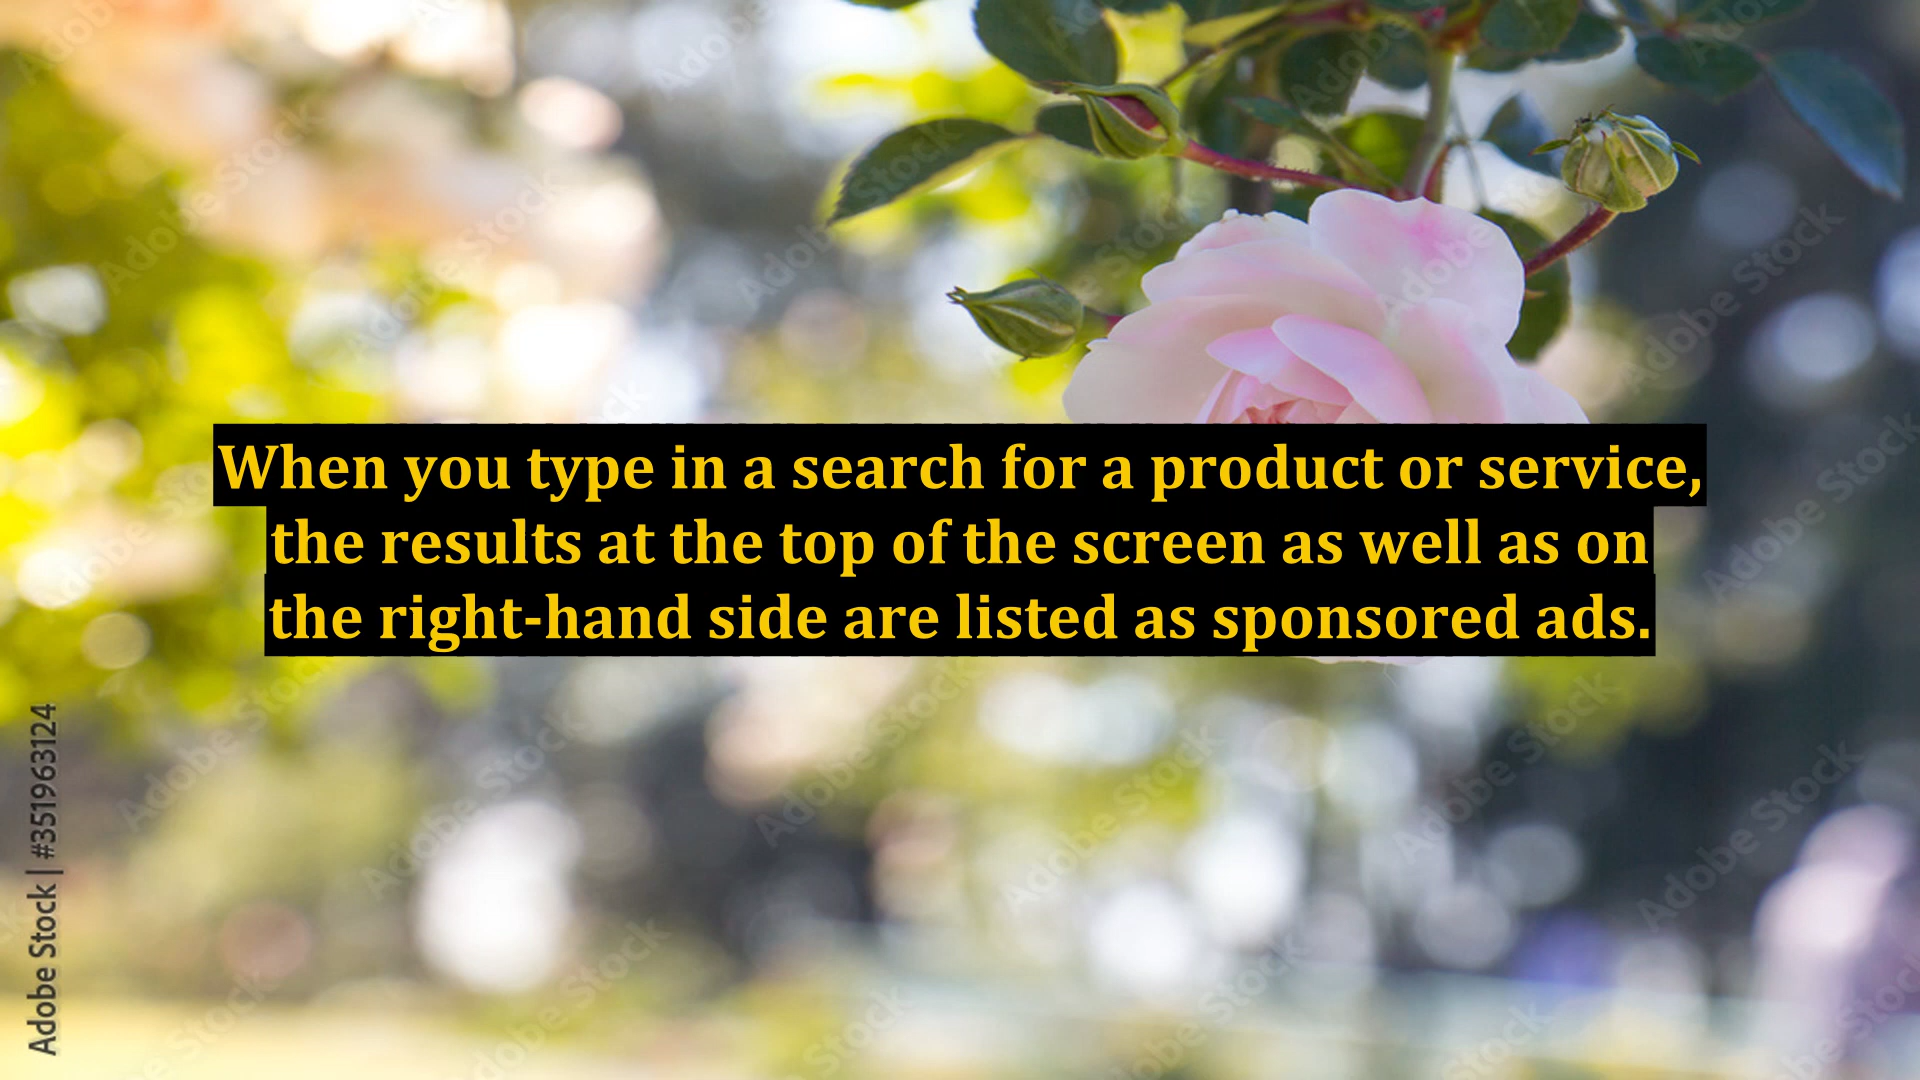 When you type in a search for a product or service,
the results at the top of the screen as well as on
the right-hand side are listed as sponsored ads.
Adobe Stock | #351963124